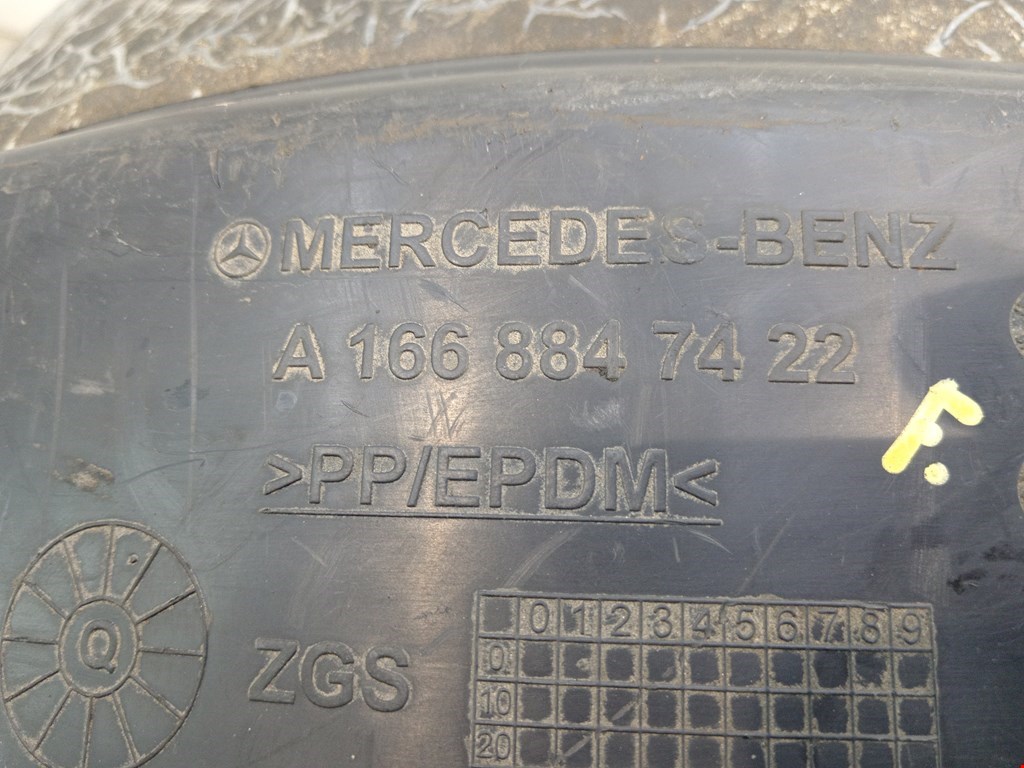 MERCEDES-BENZ
A 166 884 74 22
>PP/EPDM<
Q
ZGS
0 1 2 3 4 5 6 7 8 9
0
10
20